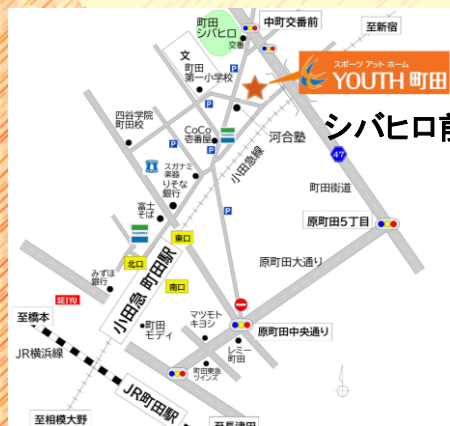 町田
シバヒロ
交番
中町交番前
至新宿
文
町田
第一小学校
スポーツ アット ホーム
YOUTH 町田
シバヒロ前
P
P
P
P
P
四谷学院
町田校
CoCo
壱番屋
FamilyMart
河合塾
小田急線
47
町田街道
スガナミ
楽器
りそな
銀行
富士
そば
FamilyMart
東口
北口
南口
小田急 町田駅
原町田5丁目
原町田大通り
みずほ
銀行
SEIYU
至橋本
JR横浜線
町田
モディ
マツモト
キヨシ
原町田中央通り
レミー
町田
町田東急
ツインズ
JR町田駅
至相模大野
至長津田